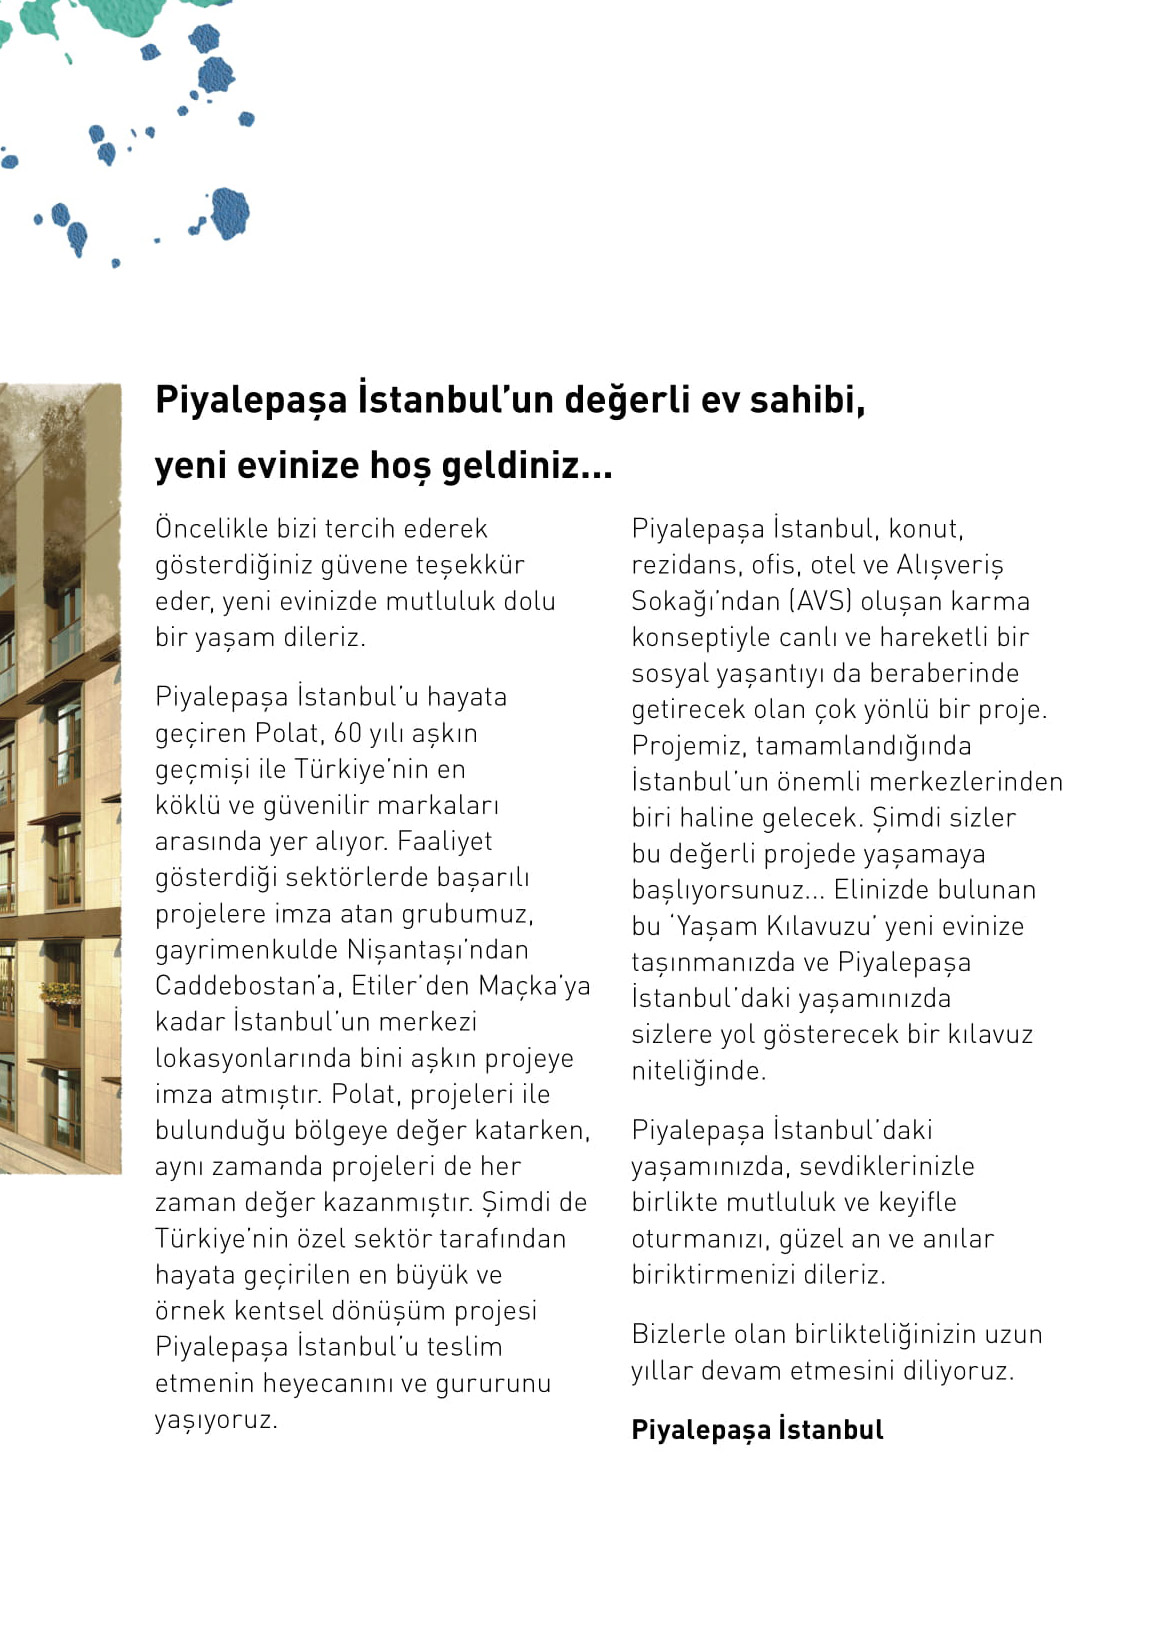 Piyalepaşa İstanbul’un değerli ev sahibi,
yeni evinize hoş geldiniz...
Öncelikle bizi tercih ederek
gösterdiğiniz güvene teşekkür
eder, yeni evinizde mutluluk dolu
bir yaşam dileriz.
Piyalepaşa İstanbul’u hayata
geçiren Polat, 60 yılı aşkın
geçmişi ile Türkiye’nin en
köklü ve güvenilir markaları
arasında yer alıyor. Faaliyet
gösterdiği sektörlerde başarılı
projelere imza atan grubumuz,
gayrimenkulde Nişantaşı’ndan
Caddebostan’a, Etiler’den Maçka’ya
kadar İstanbul’un merkezi
lokasyonlarında bini aşkın projeye
imza atmıştır. Polat, projeleri ile
bulunduğu bölgeye değer katarken,
aynı zamanda projeleri de her
zaman değer kazanmıştır. Şimdi de
Türkiye’nin özel sektör tarafından
hayata geçirilen en büyük ve
örnek kentsel dönüşüm projesi
Piyalepaşa İstanbul’u teslim
etmenin heyecanını ve gururunu
yaşıyoruz.
Piyalepaşa İstanbul, konut,
rezidans, ofis, otel ve Alışveriş
Sokağı’ndan (AVS) oluşan karma
konseptiyle canlı ve hareketli bir
sosyal yaşantıyı da beraberinde
getirecek olan çok yönlü bir proje.
Projemiz, tamamlandığında
İstanbul’un önemli merkezlerinden
biri haline gelecek. Şimdi sizler
bu değerli projede yaşamaya
başlıyorsunuz... Elinizde bulunan
bu ‘Yaşam Kılavuzu’ yeni evinize
taşınmanızda ve Piyalepaşa
İstanbul’daki yaşamınızda
sizlere yol gösterecek bir kılavuz
niteliğinde.
Piyalepaşa İstanbul’daki
yaşamınızda, sevdiklerinizle
birlikte mutluluk ve keyifle
oturmanızı, güzel an ve anılar
biriktirmenizi dileriz.
Bizlerle olan birlikteliğinizin uzun
yıllar devam etmesini diliyoruz.
Piyalepaşa İstanbul